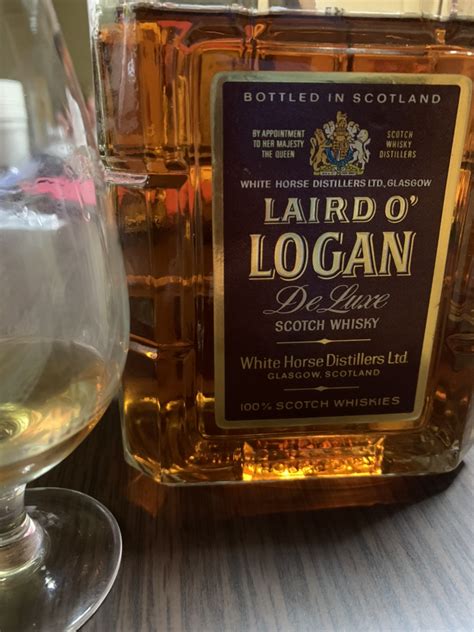 BOTTLED IN SCOTLAND
BY APPOINTMENT
TO HER MAJESTY
THE QUEEN
SCOTCH
WHISKY
DISTILLERS
WHITE HORSE DISTILLERS LTD, GLASGOW
LAIRD O'
LOGAN
De Luxe
SCOTCH WHISKY
White Horse Distillers Ltd.
GLASGOW, SCOTLAND
100% SCOTCH WHISKIES